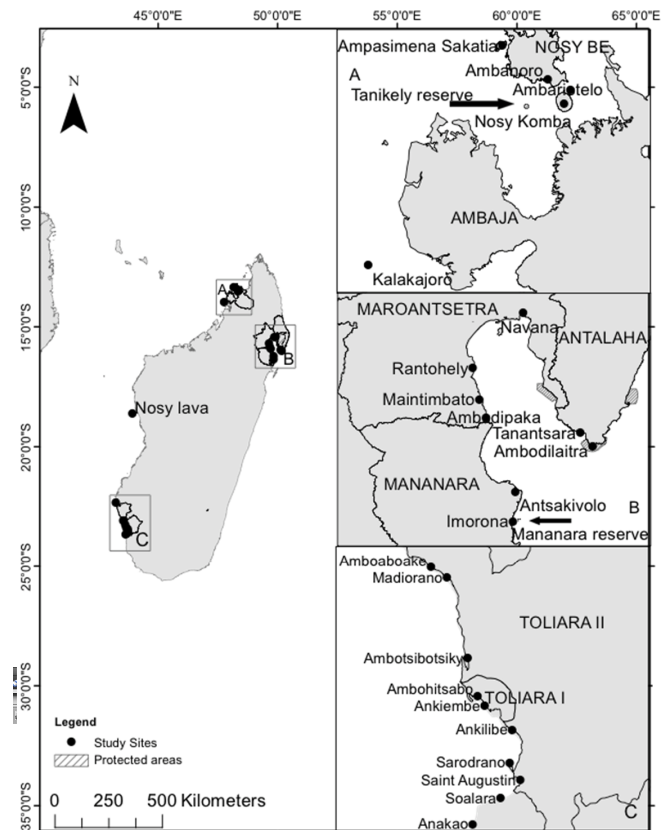 45°0'0"E
50°0'0"E
55°0'0"E
60°0'0"E
65°0'0"E
5°0'0"S
10°0'0"S
15°0'0"S
20°0'0"S
25°0'0"S
30°0'0"S
35°0'0"S
N
A
B
C
Nosy lava
Legend
Study Sites
Protected areas
0 250 500 Kilometers
Ampasimena Sakatia
NOSY BE
A
Ambanoro
Ambariotelo
Tanikely reserve
Nosy Komba
AMBAJA
Kalakajoro
MAROANTSETRA
Navana
ANTALAHA
Rantohely
Maintimbato
Ambodipaka
Tanantsara
Ambodilaitra
MANANARA
Antsakivolo
B
Imorona
Mananara reserve
Amboaboake
Madiorano
TOLIARA II
Ambotsibotsiky
Ambohitsabo
TOLIARA I
Ankiembe
Ankilibe
Sarodrano
Saint Augustin
Soalara
C
Anakao